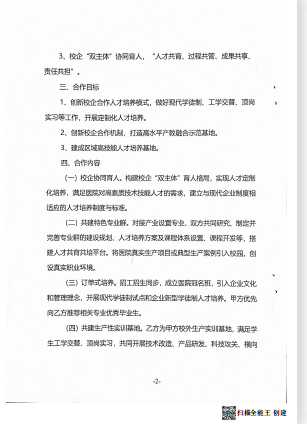 3、校企“双主体”协同育人、“人才共育、过程共管、成果共享、
责任共担”。
三、合作目标
1、创新校企合作人才培养模式，做好现代学徒制、工学交替、顶岗
实习等工作，开展定制化人才培养。
2、创新校企合作机制，打造高水平产教融合示范基地。
3、建成区域高技能人才培养基地。
四、合作内容
（一）校企协同育人。构建校企“双主体”育人格局，实现人才定制
化培养，满足医院对高素质技术技能人才的需求，建立与现代企业制度相
适应的人才培养制度与标准。
（二）共建特色专业群。对接产业设置专业，双方共同研究、制定并
完善专业群的建设规划、人才培养方案及课程体系设置、课程开发等，搭
建人才共育共培平台。将医院真实生产项目或典型生产案例引入校园，创
设真实职业环境。
（三）订单式培养。招工招生同步，成立医院冠名班，引入企业文化
和管理理念，开展现代学徒制试点和企业新型学徒制人才培养。甲方优先
向乙方推荐相关专业优秀毕业生。
（四）共建生产性实训基地。乙方为甲方校外生产实训基地，满足学
生工学交替、顶岗实习，共同开展技术改造、产品研发、科技攻关、横向
-2-
扫描全能王 创建